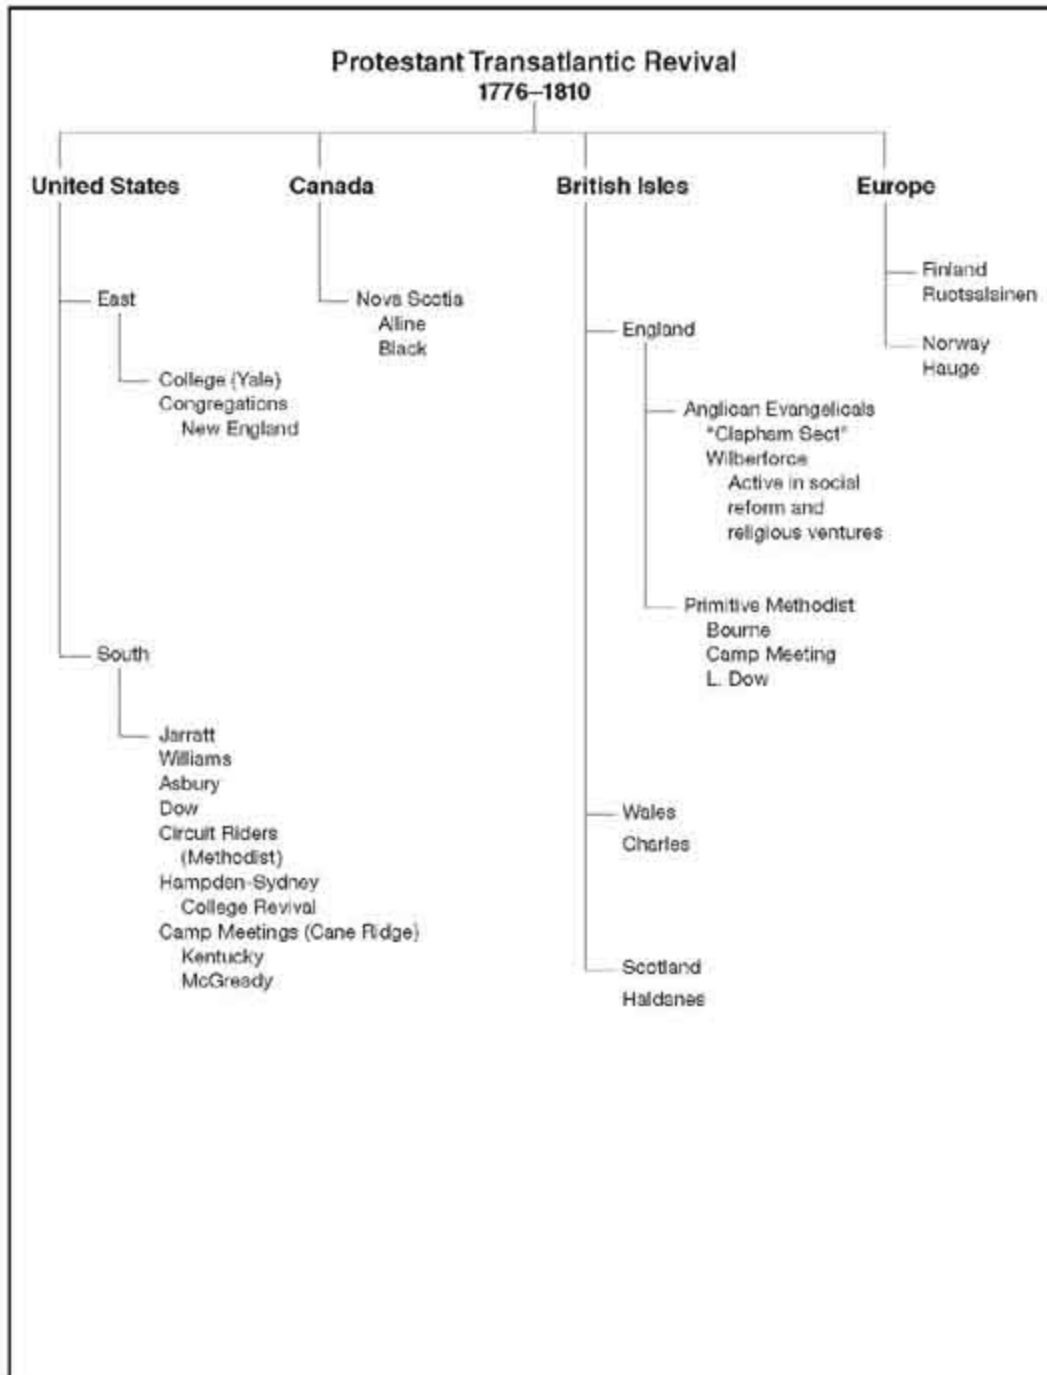 Protestant Transatlantic Revival
1776–1810
United States
East
College (Yale)
Congregations
New England
South
Jarratt
Williams
Asbury
Dow
Circuit Riders
(Methodist)
Hampden-Sydney
College Revival
Camp Meetings (Cane Ridge)
Kentucky
McGready
Canada
Nova Scotia
Alline
Black
British Isles
England
Anglican Evangelicals
"Clapham Sect"
Wilberforce
Active in social
reform and
religious ventures
Primitive Methodist
Bourne
Camp Meeting
L. Dow
Wales
Charles
Scotland
Haldanes
Europe
Finland
Ruotsalainen
Norway
Hauge